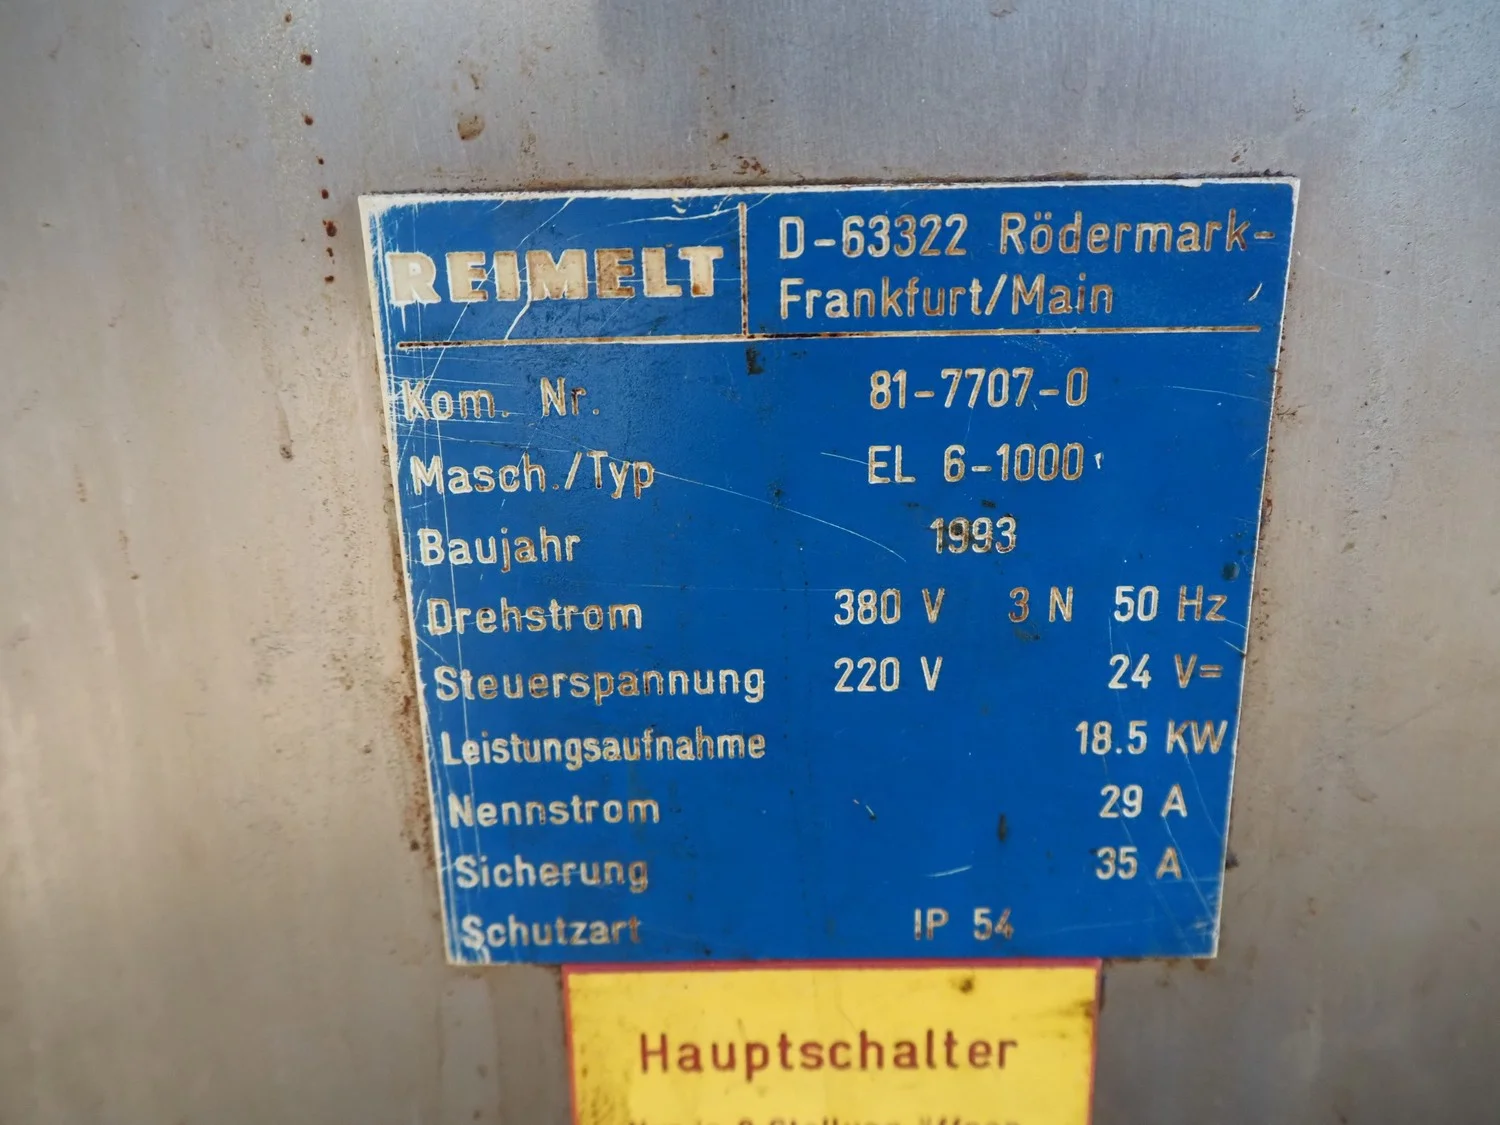 REIMELT
D-63322 Rödermark-
Frankfurt/Main
Kom. Nr. 81-7707-0
Masch./Typ EL 6-1000
Baujahr 1993
Drehstrom 380 V 3 N 50 Hz
Steuerspannung 220 V 24 V=
Leistungsaufnahme 18.5 KW
Nennstrom 29 A
Sicherung 35 A
Schutzart IP 54
Hauptschalter